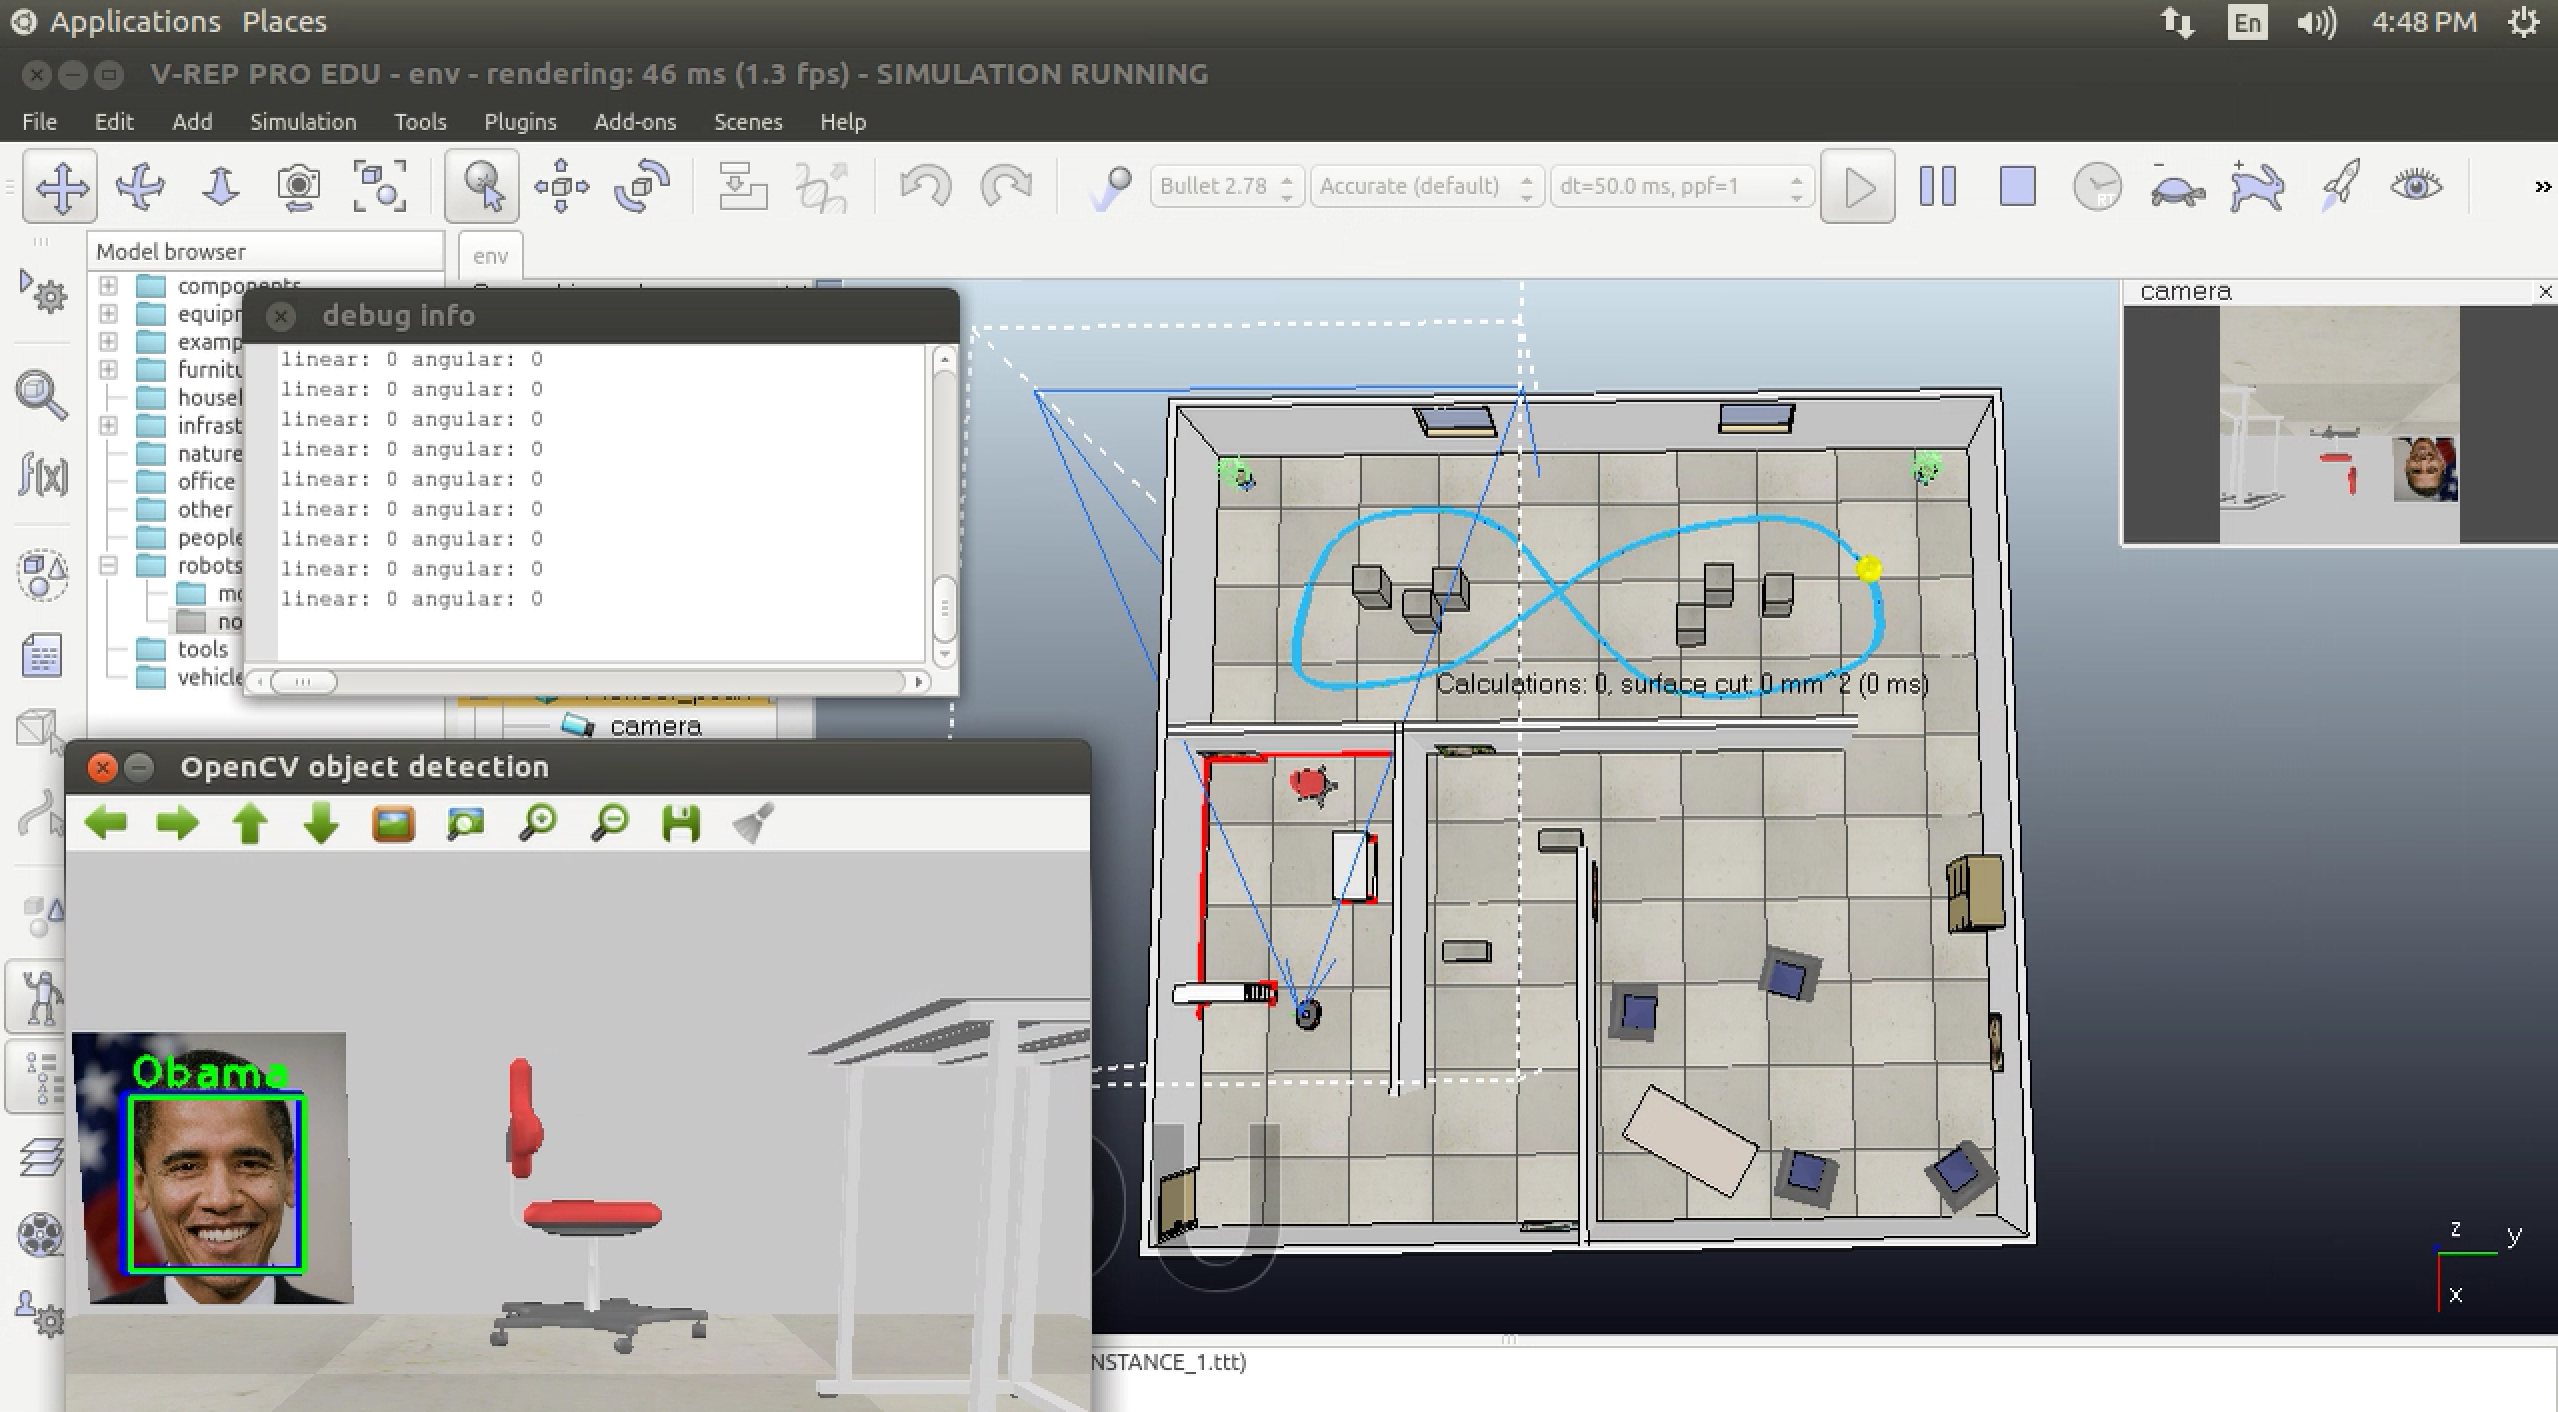 Applications Places En 4:48 PM
V-REP PRO EDU - env - rendering: 46 ms (1.3 fps) - SIMULATION RUNNING
File Edit Add Simulation Tools Plugins Add-ons Scenes Help
Bullet 2.78 Accurate (default) dt=50.0 ms, ppf=1 RT »
f(x)
Model browser
components
equipr
examp
furnitu
housel
infrast
nature
office
other
people
robots
mo
no
tools
vehicle
env
debug info
linear: 0 angular: 0
linear: 0 angular: 0
linear: 0 angular: 0
linear: 0 angular: 0
linear: 0 angular: 0
linear: 0 angular: 0
linear: 0 angular: 0
linear: 0 angular: 0
linear: 0 angular: 0
camera
camera
Calculations: 0, surface cut: 0 mm^2 (0 ms)
OpenCV object detection
Obama
U
z
y
x
NSTANCE_1.ttt)